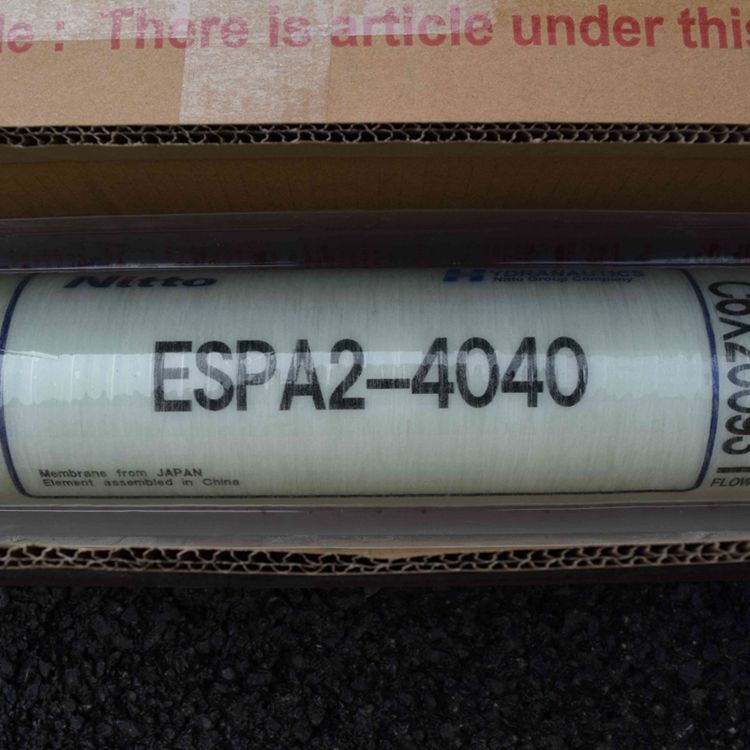 le : There is article under this
Nitto
HYDRANAUTICS
Nitto Group Company
ESPA2-4040
Membrane from JAPAN
Element assembled in China
FLOW